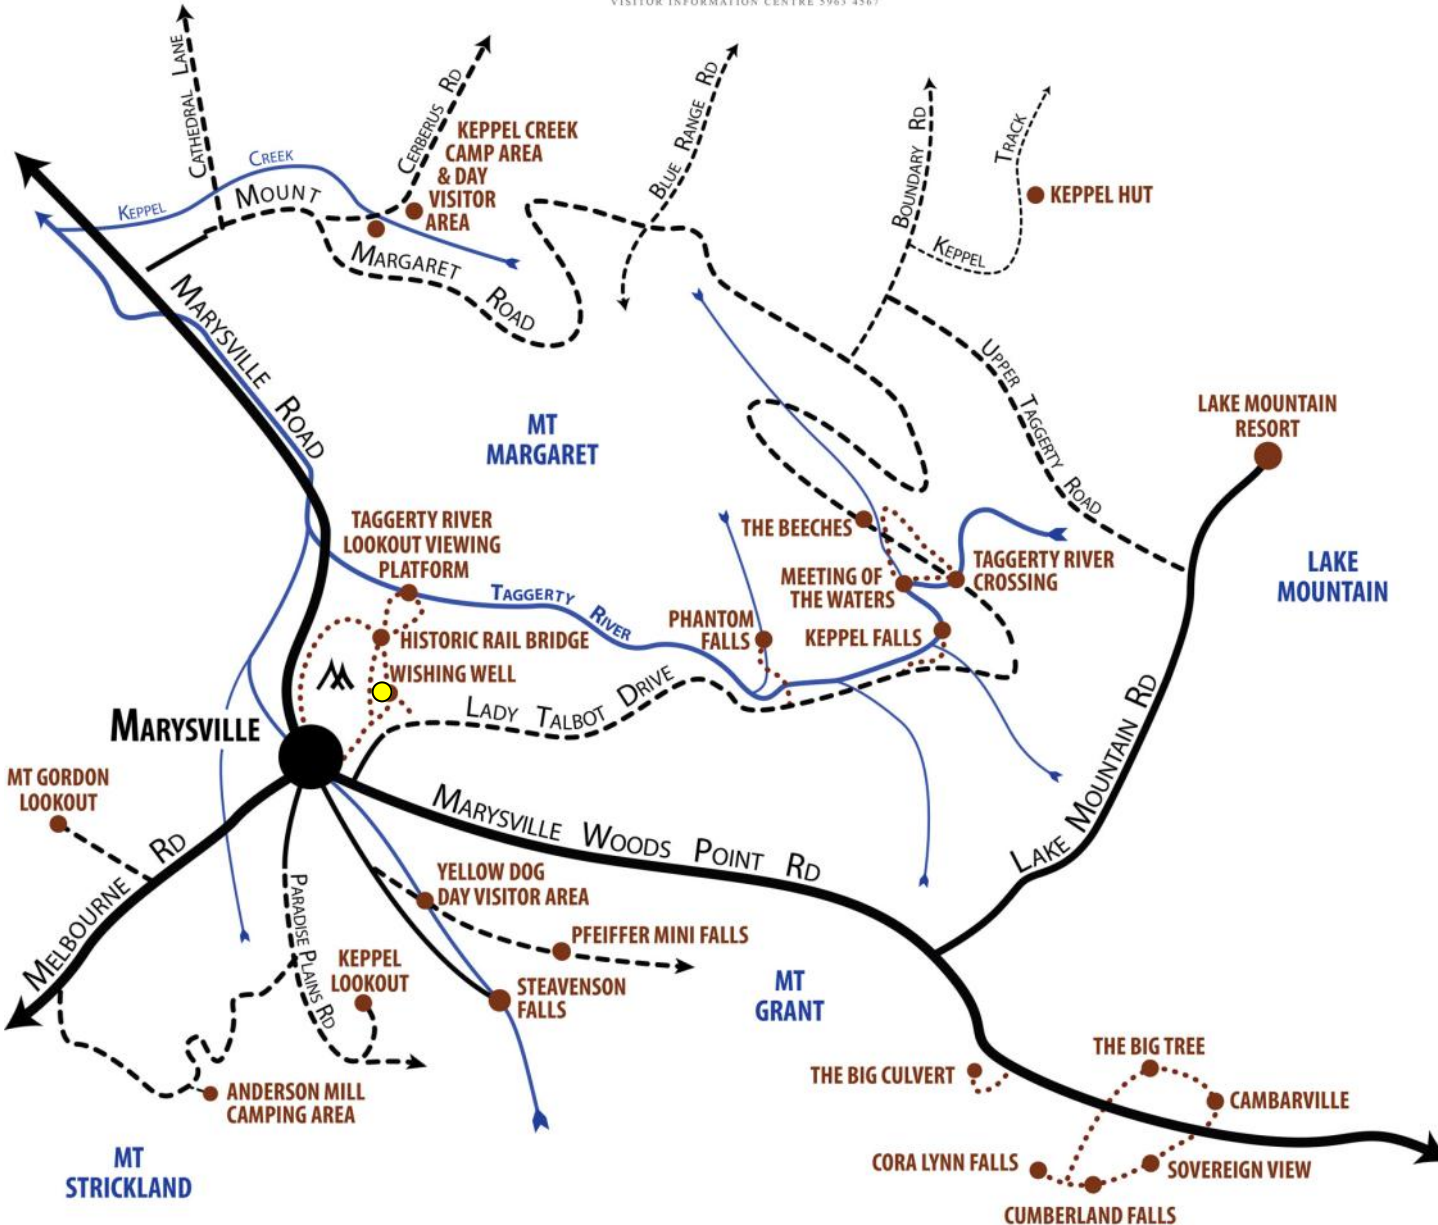 VISITOR INFORMATION CENTRE 5963 4567
CATHEDRAL LANE
CERBERUS RD
BLUE RANGE RD
BOUNDARY RD
KEPPEL TRACK
KEPPEL CREEK
CAMP AREA
& DAY
VISITOR
AREA
KEPPEL CREEK
MOUNT MARGARET ROAD
KEPPEL HUT
MARYSVILLE ROAD
UPPER TAGGERTY ROAD
LAKE MOUNTAIN
RESORT
MT
MARGARET
TAGGERTY RIVER
LOOKOUT VIEWING
PLATFORM
THE BEECHES
TAGGERTY RIVER
CROSSING
LAKE
MOUNTAIN
MEETING OF
THE WATERS
TAGGERTY RIVER
PHANTOM
FALLS
KEPPEL FALLS
HISTORIC RAIL BRIDGE
WISHING WELL
LADY TALBOT DRIVE
MARYSVILLE
MT GORDON
LOOKOUT
MARYSVILLE WOODS POINT RD
LAKE MOUNTAIN RD
MELBOURNE RD
PARADISE PLAINS RD
YELLOW DOG
DAY VISITOR AREA
PFEIFFER MINI FALLS
KEPPEL
LOOKOUT
STEAVENSON
FALLS
MT
GRANT
ANDERSON MILL
CAMPING AREA
THE BIG CULVERT
THE BIG TREE
CAMBARVILLE
CORA LYNN FALLS
SOVEREIGN VIEW
CUMBERLAND FALLS
MT
STRICKLAND